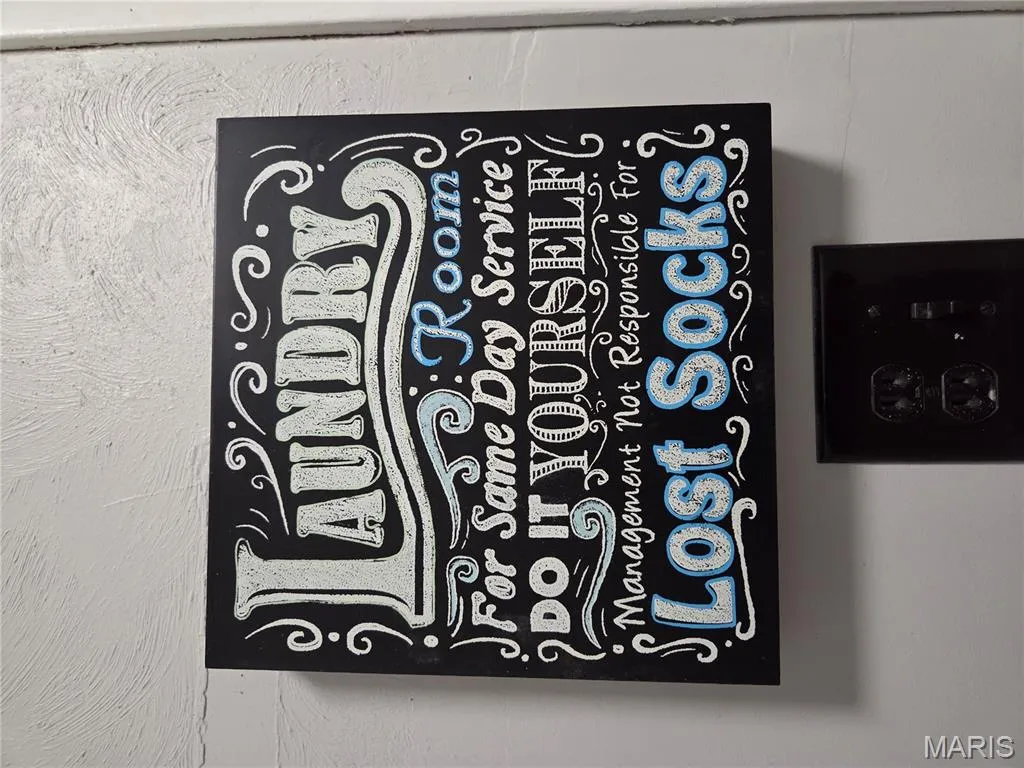 LAUNDRY
Room
For Same Day Service
DO IT YOURSELF
Management Not Responsible For
Lost Socks
MARIS